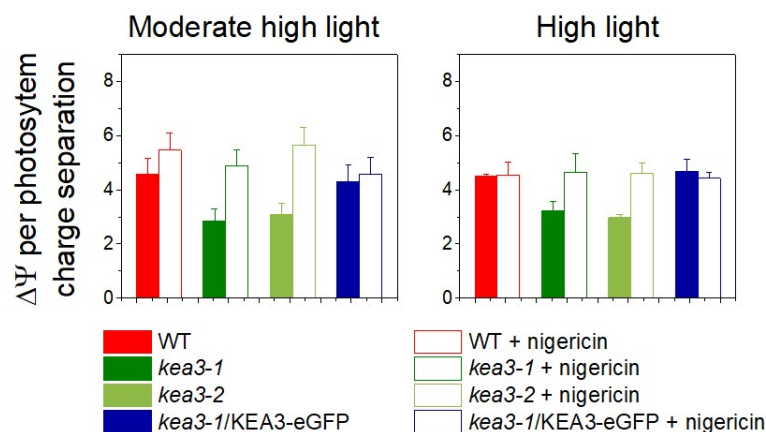 Moderate high light
High light
ΔΨ per photosytem
charge separation
8
6
4
2
0
8
6
4
2
0
WT
WT + nigericin
kea3-1
kea3-1 + nigericin
kea3-2
kea3-2 + nigericin
kea3-1/KEA3-eGFP
kea3-1/KEA3-eGFP + nigericin